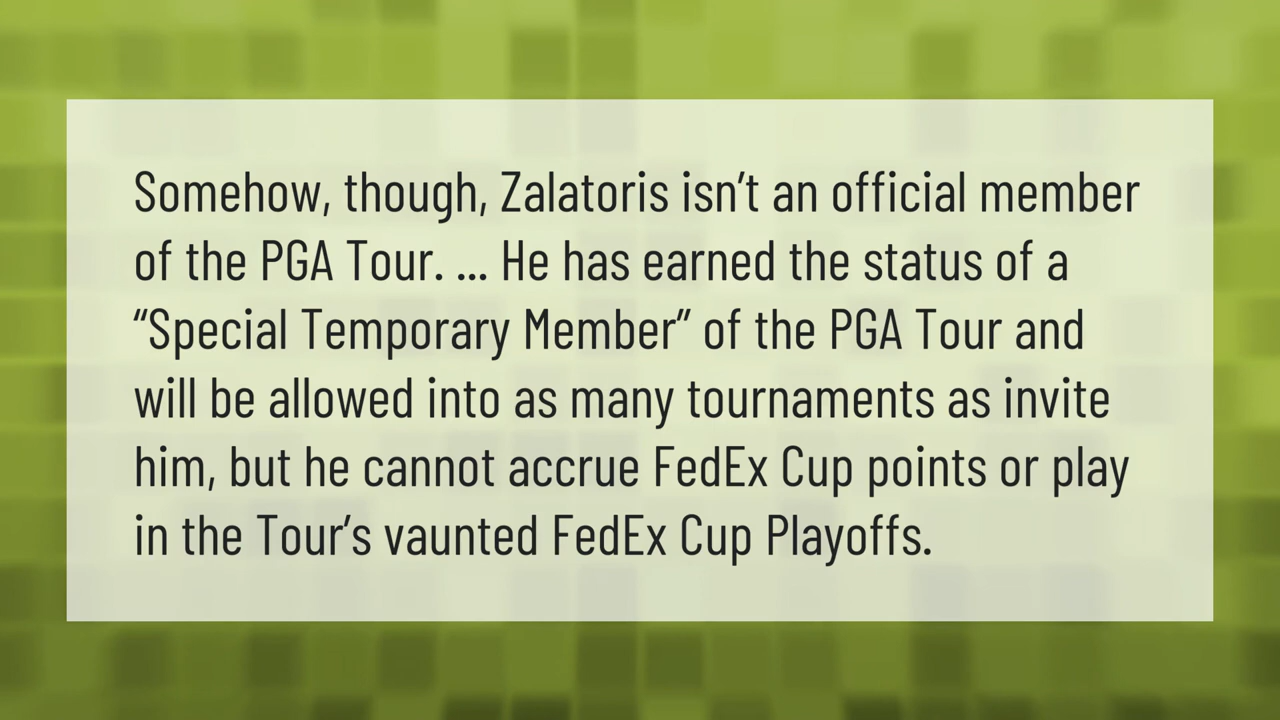 Somehow, though, Zalatoris isn’t an official member
of the PGA Tour. ... He has earned the status of a
“Special Temporary Member” of the PGA Tour and
will be allowed into as many tournaments as invite
him, but he cannot accrue FedEx Cup points or play
in the Tour’s vaunted FedEx Cup Playoffs.